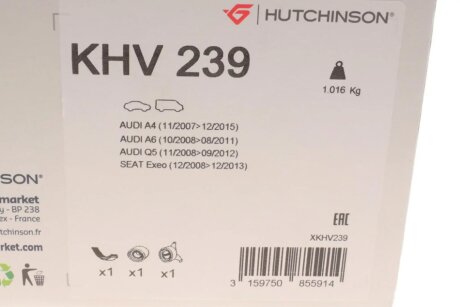 HUTCHINSON®
KHV 239
1.016 Kg
AUDI A4 (11/2007>12/2015)
AUDI A6 (10/2008>08/2011)
AUDI Q5 (11/2008>09/2012)
SEAT Exeo (12/2008>12/2013)
SON®
market
y - BP 238
ex - France
utchinson.fr
rket.com
EAC
XKHV239
x1 x1 x1
3 159750 855914